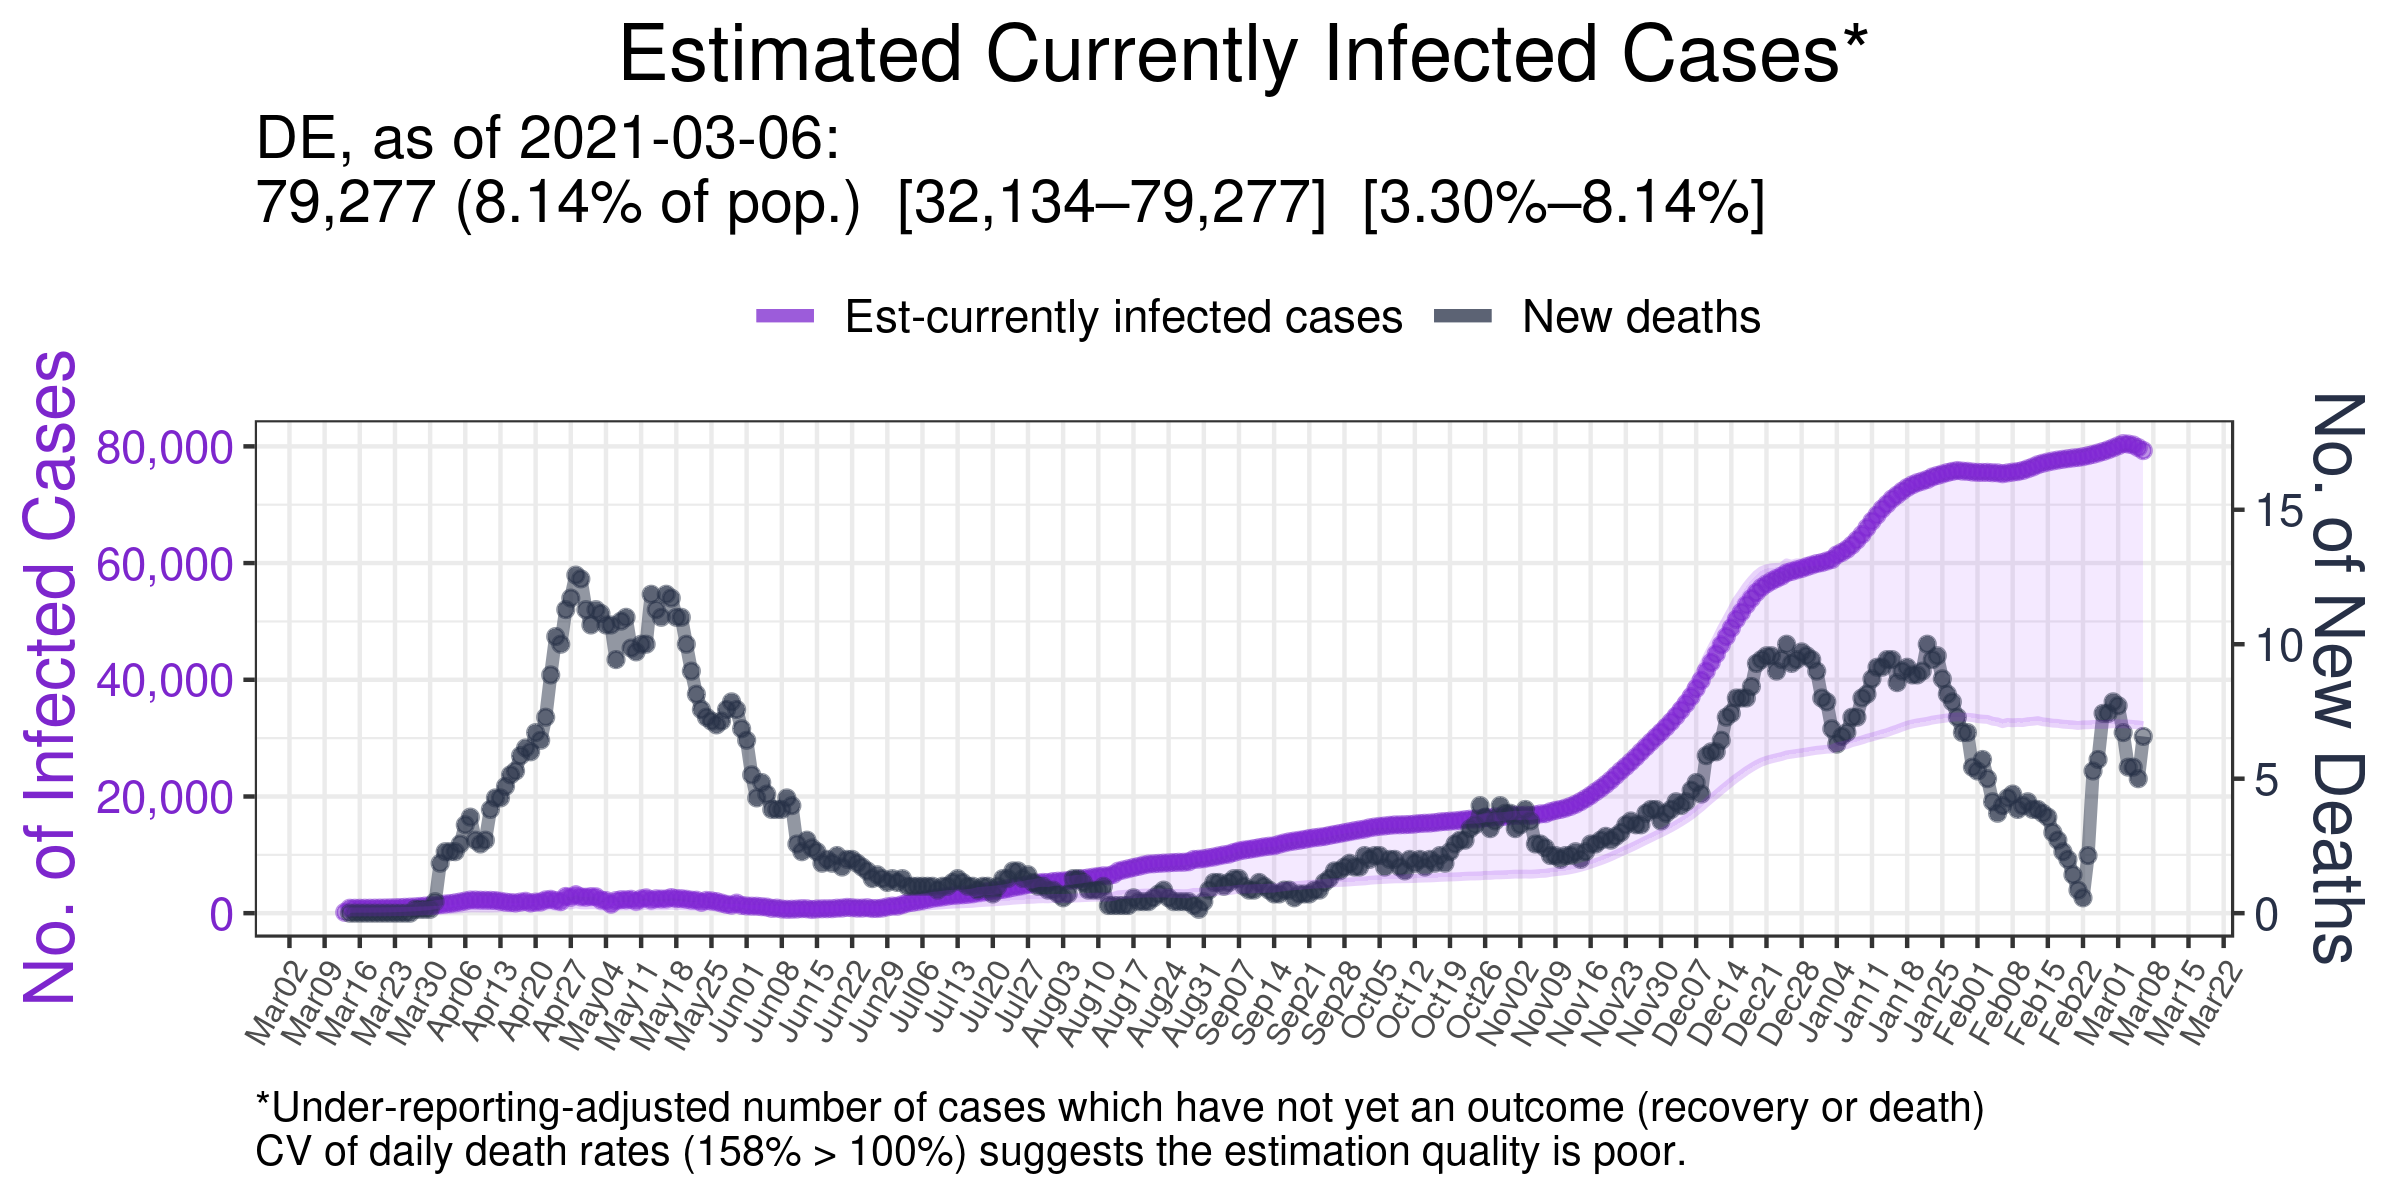 Estimated Currently Infected Cases*
DE, as of 2021-03-06:
79,277 (8.14% of pop.) [32,134–79,277] [3.30%–8.14%]
Est-currently infected cases New deaths
No. of Infected Cases
80,000
60,000
40,000
20,000
0
No. of New Deaths
15
10
5
0
Mar02 Mar09 Mar16 Mar23 Mar30 Apr06 Apr13 Apr20 Apr27 May04 May11 May18 May25 Jun01 Jun08 Jun15 Jun22 Jun29 Jul06 Jul13 Jul20 Jul27 Aug03 Aug10 Aug17 Aug24 Aug31 Sep07 Sep14 Sep21 Sep28 Oct05 Oct12 Oct19 Oct26 Nov02 Nov09 Nov16 Nov23 Nov30 Dec07 Dec14 Dec21 Dec28 Jan04 Jan11 Jan18 Jan25 Feb01 Feb08 Feb15 Feb22 Mar01 Mar08 Mar15 Mar22
*Under-reporting-adjusted number of cases which have not yet an outcome (recovery or death)
CV of daily death rates (158% > 100%) suggests the estimation quality is poor.